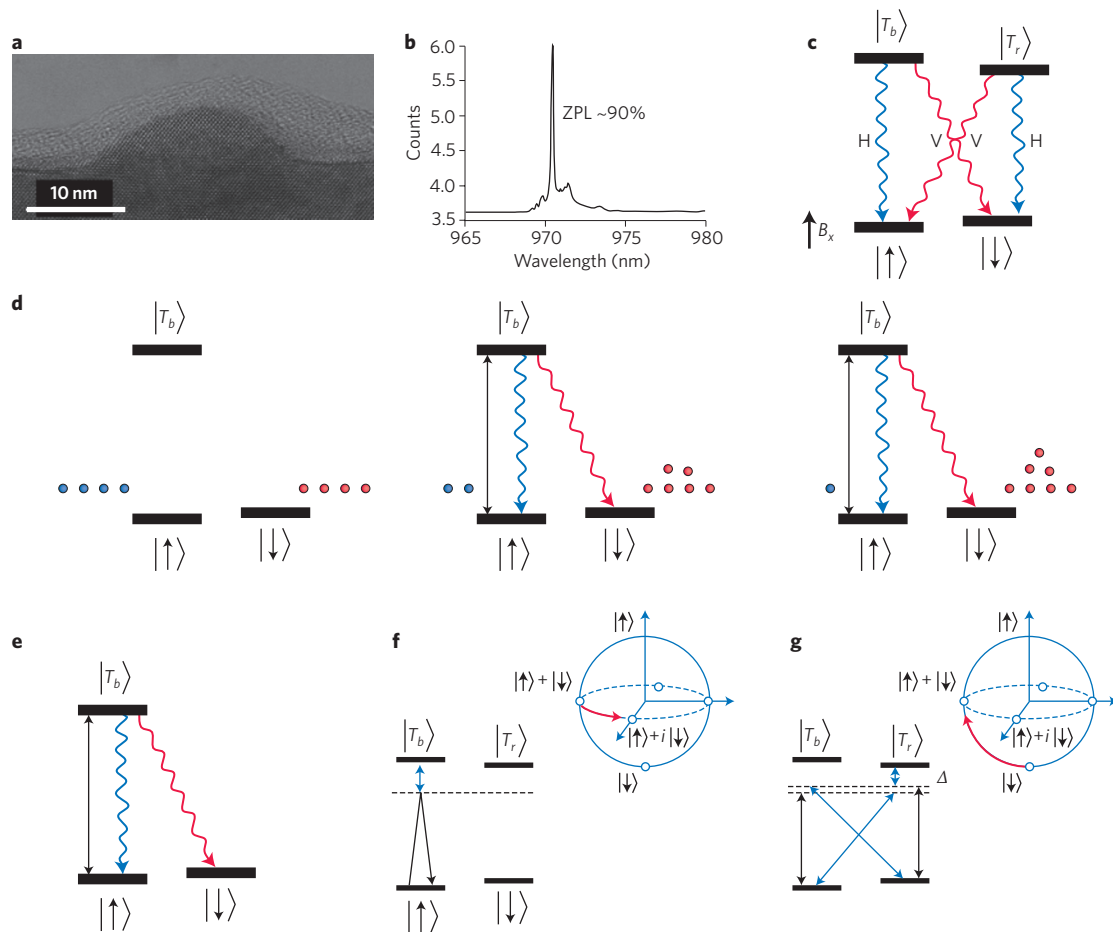 a
10 nm
b
6.0
5.5
5.0
4.5
4.0
3.5
Counts
ZPL ~90%
965
970
975
980
Wavelength (nm)
c
|T_b⟩
|T_r⟩
H
V
V
H
B_x
|↑⟩
|↓⟩
d
|T_b⟩
|↑⟩
|↓⟩
|T_b⟩
|↑⟩
|↓⟩
|T_b⟩
|↑⟩
|↓⟩
e
|T_b⟩
|↑⟩
|↓⟩
f
|↑⟩
|↑⟩ + |↓⟩
|↑⟩ + i |↓⟩
|↓⟩
|T_b⟩
|T_r⟩
|↑⟩
|↓⟩
g
|↑⟩
|↑⟩ + |↓⟩
|↑⟩ + i |↓⟩
|↓⟩
|T_b⟩
|T_r⟩
Δ